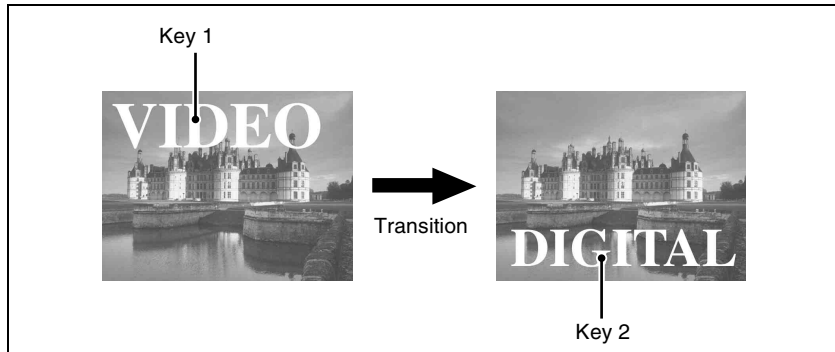 Key 1
VIDEO
Transition
DIGITAL
Key 2